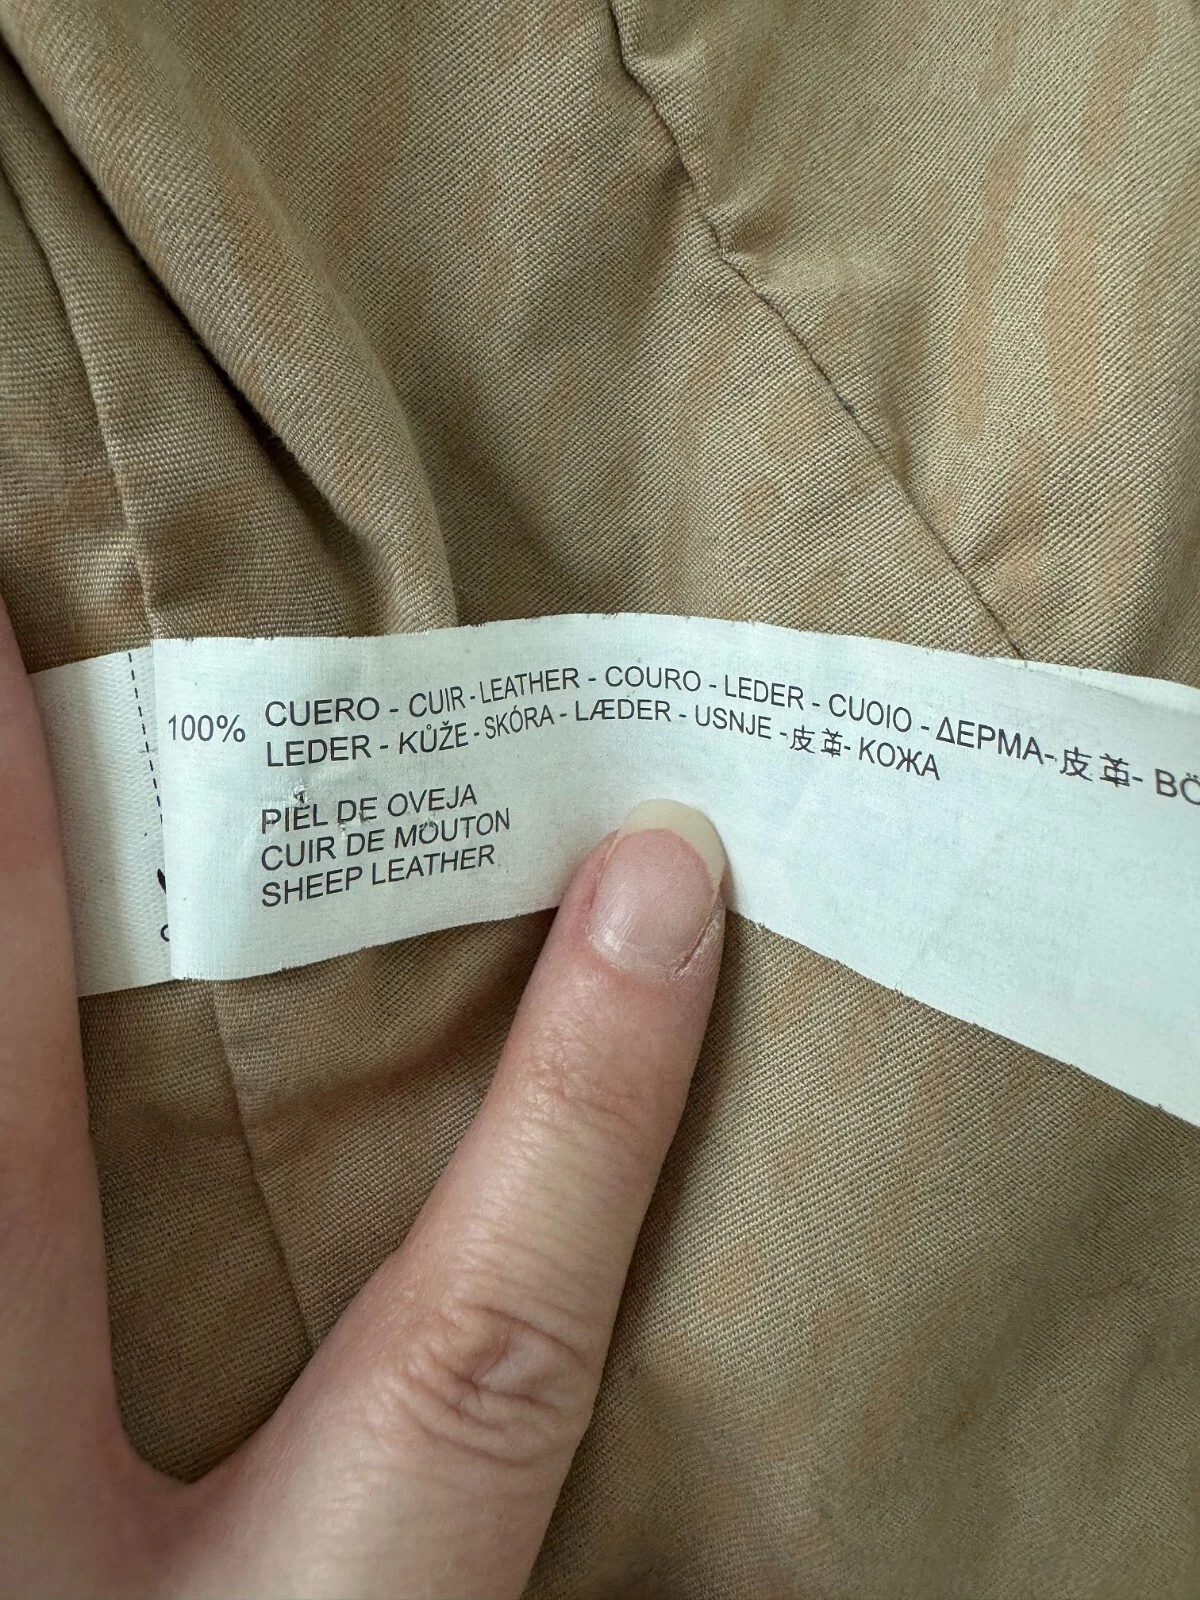 100% CUERO - CUIR - LEATHER - COURO - LEDER - CUOIO - ΔΕΡΜΑ - 皮革 -
LEDER - KŮŽE - SKÓRA - LÆDER - USNJE - 皮革 - КОЖА
PIEL DE OVEJA
CUIR DE MOUTON
SHEEP LEATHER